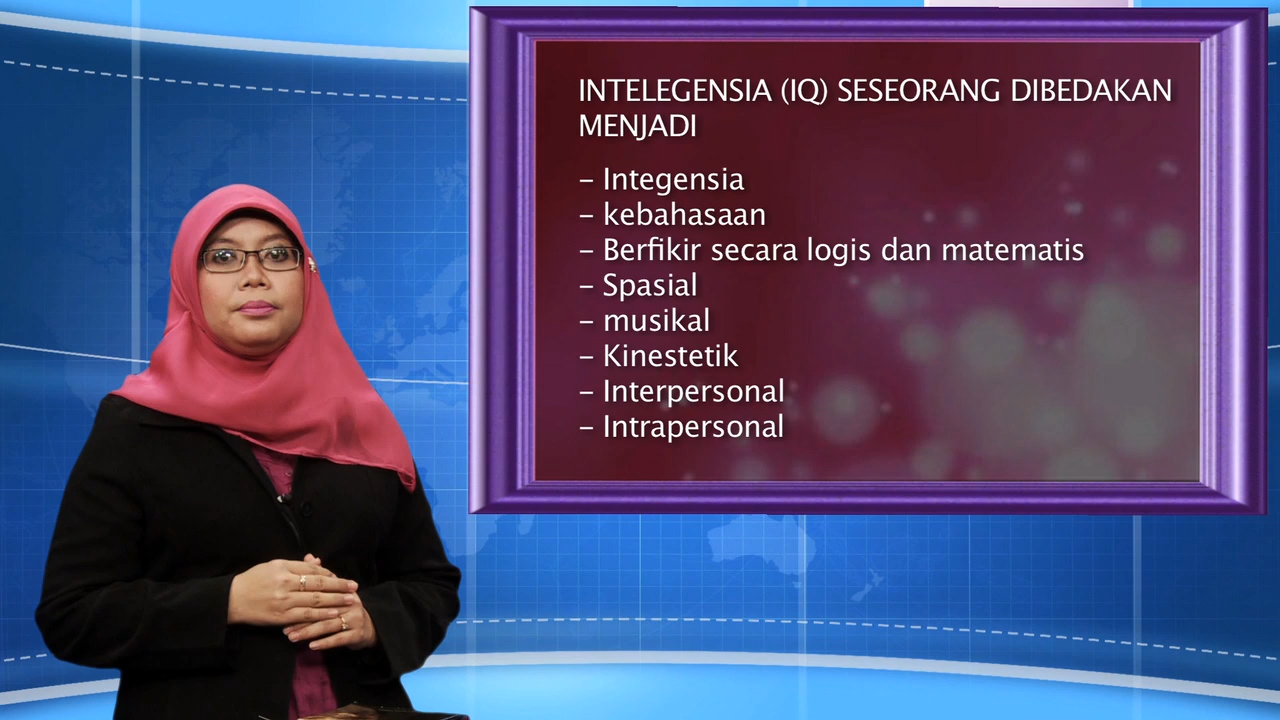 INTELEGENSIA (IQ) SESEORANG DIBEDAKAN
MENJADI
– Integensia
– kebahasaan
– Berfikir secara logis dan matematis
– Spasial
– musikal
– Kinestetik
– Interpersonal
– Intrapersonal